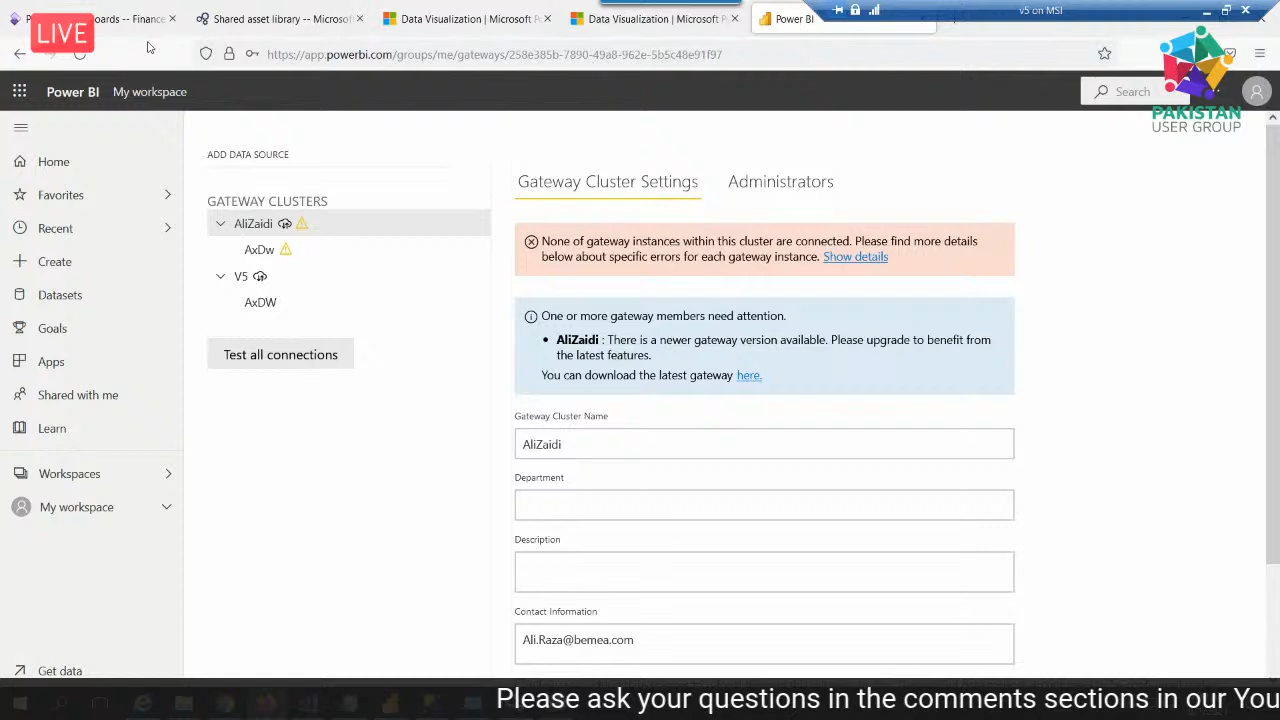 LIVE
boards -- Finance
Shared asset library -- Microsof
Data Visualization | Microsoft Po
Data Visualization | Microsoft Po
Power BI
v5 on MSI
https://app.powerbi.com/groups/me/gateways/258e385b-7890-49a8-962e-5b5c48e91f97
Power BI
My workspace
Search
PAKISTAN
USER GROUP
Home
Favorites
Recent
Create
Datasets
Goals
Apps
Shared with me
Learn
Workspaces
My workspace
Get data
ADD DATA SOURCE
GATEWAY CLUSTERS
AliZaidi
AxDw
V5
AxDW
Test all connections
Gateway Cluster Settings
Administrators
None of gateway instances within this cluster are connected. Please find more details
below about specific errors for each gateway instance. Show details
One or more gateway members need attention.
• AliZaidi : There is a newer gateway version available. Please upgrade to benefit from
the latest features.
You can download the latest gateway here.
Gateway Cluster Name
AliZaidi
Department
Description
Contact Information
Ali.Raza@bemea.com
Please ask your questions in the comments sections in our You